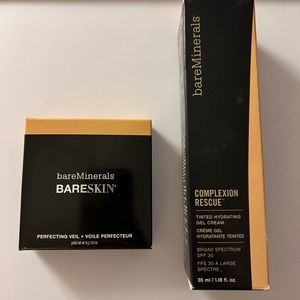 bareMinerals
BARESKIN®
PERFECTING VEIL • VOILE PERFECTEUR
bareMinerals
COMPLEXION
RESCUE™
TINTED HYDRATING
GEL CREAM
CRÈME GEL
HYDRATANTE TEINTÉE
BROAD SPECTRUM
SPF 30
FPS 30 À LARGE
SPECTRE
35 ml / 1.18 fl. oz.